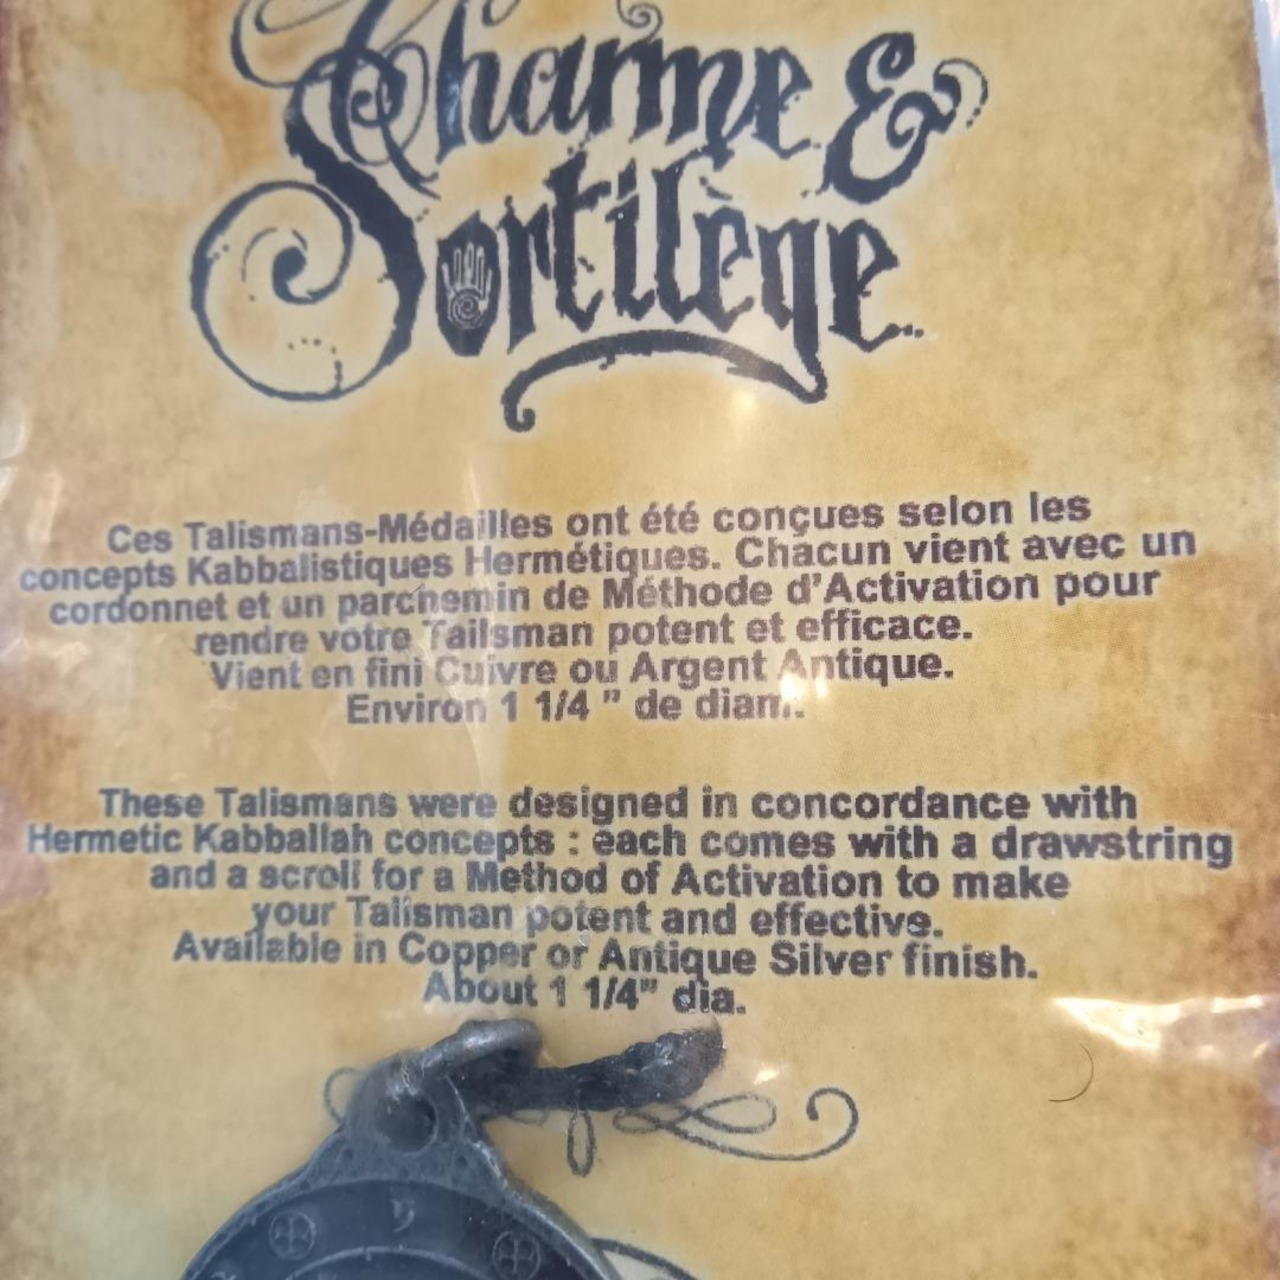 Charme &
Sortilège
Ces Talismans-Médailles ont été conçues selon les
concepts Kabbalistiques Hermétiques. Chacun vient avec un
cordonnet et un parchemin de Méthode d'Activation pour
rendre votre Talisman potent et efficace.
Vient en fini Cuivre ou Argent Antique.
Environ 1 1/4 " de diam.
These Talismans were designed in concordance with
Hermetic Kabballah concepts : each comes with a drawstring
and a scroll for a Method of Activation to make
your Talisman potent and effective.
Available in Copper or Antique Silver finish.
About 1 1/4" dia.